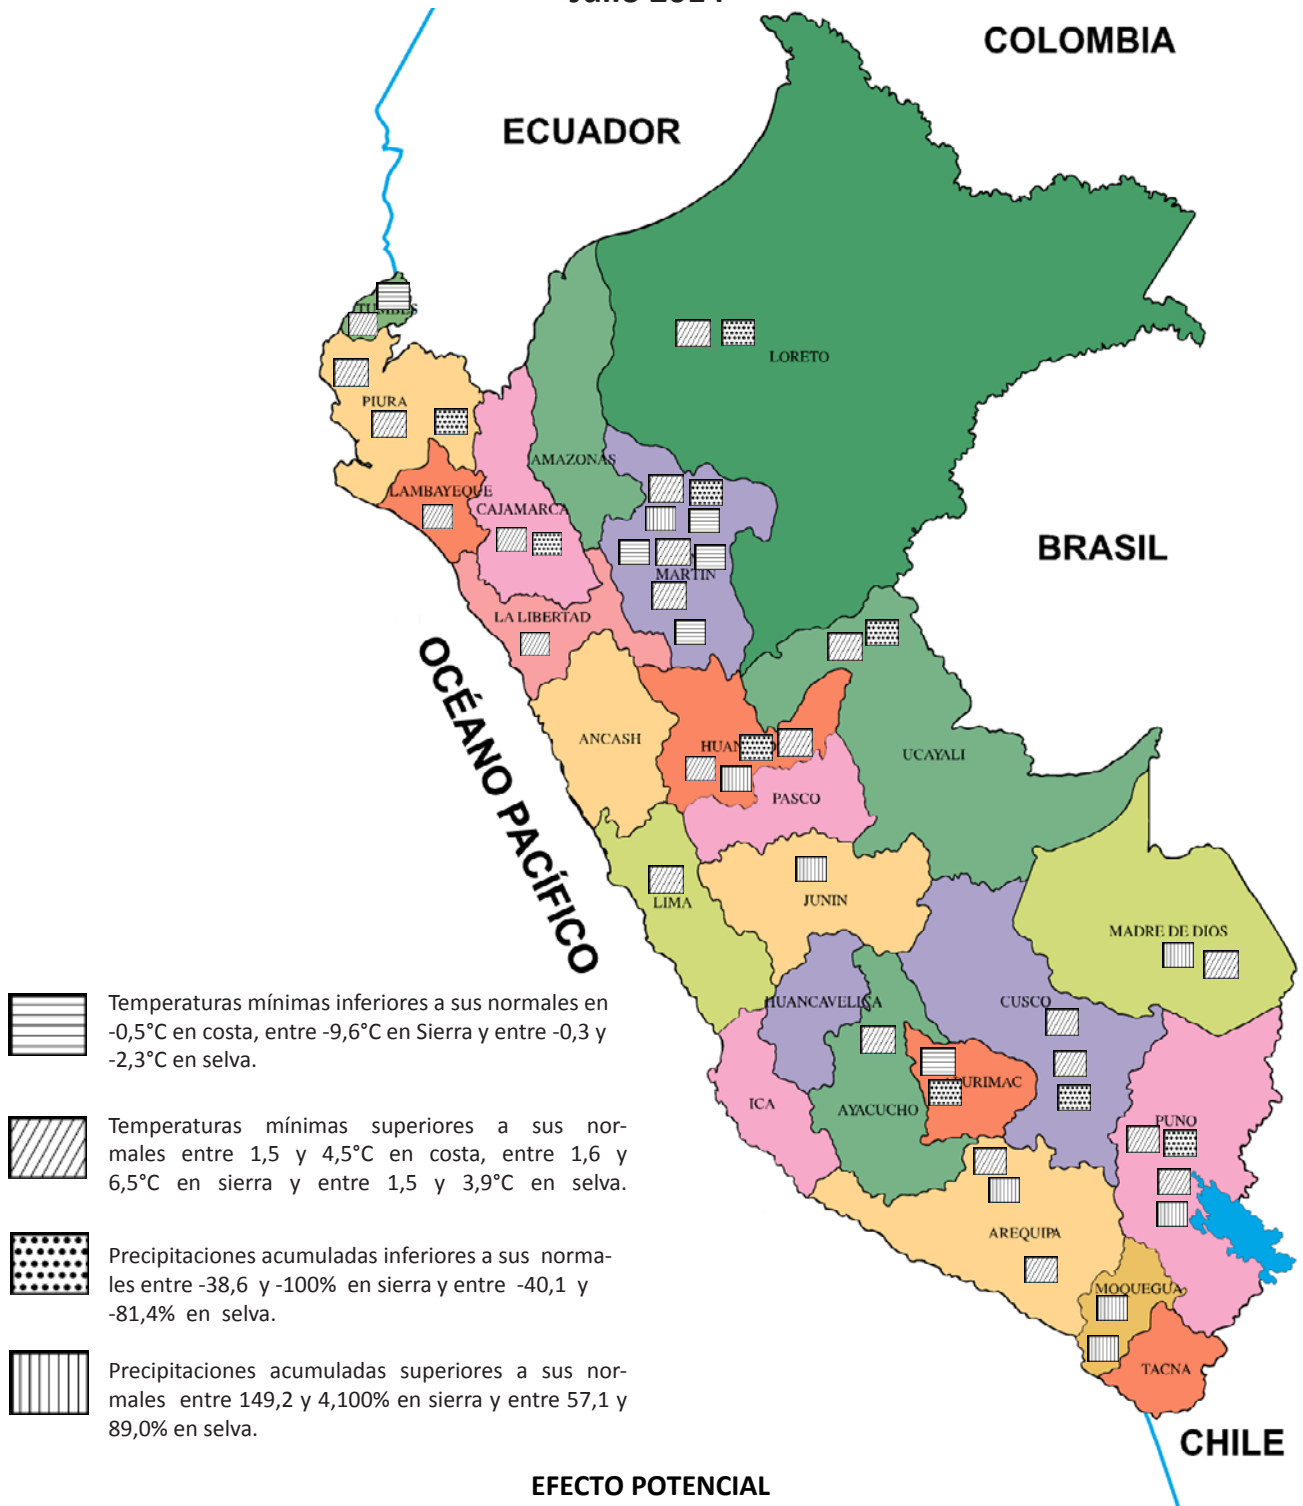 COLOMBIA
ECUADOR
TUMBES
LORETO
PIURA
AMAZONAS
LAMBAYEQUE
CAJAMARCA
BRASIL
MARTIN
LA LIBERTAD
OCÉANO PACÍFICO
ANCASH
UCAYALI
PASCO
JUNIN
LIMA
MADRE DE DIOS
HUANCAVELICA
CUSCO
ICA
AYACUCHO
PUNO
AREQUIPA
MOQUEGUA
TACNA
CHILE
Temperaturas mínimas inferiores a sus normales en
-0,5°C en costa, entre -9,6°C en Sierra y entre -0,3 y
-2,3°C en selva.
Temperaturas mínimas superiores a sus nor-
males entre 1,5 y 4,5°C en costa, entre 1,6 y
6,5°C en sierra y entre 1,5 y 3,9°C en selva.
Precipitaciones acumuladas inferiores a sus norma-
les entre -38,6 y -100% en sierra y entre -40,1 y
-81,4% en selva.
Precipitaciones acumuladas superiores a sus nor-
males entre 149,2 y 4,100% en sierra y entre 57,1 y
89,0% en selva.
EFECTO POTENCIAL